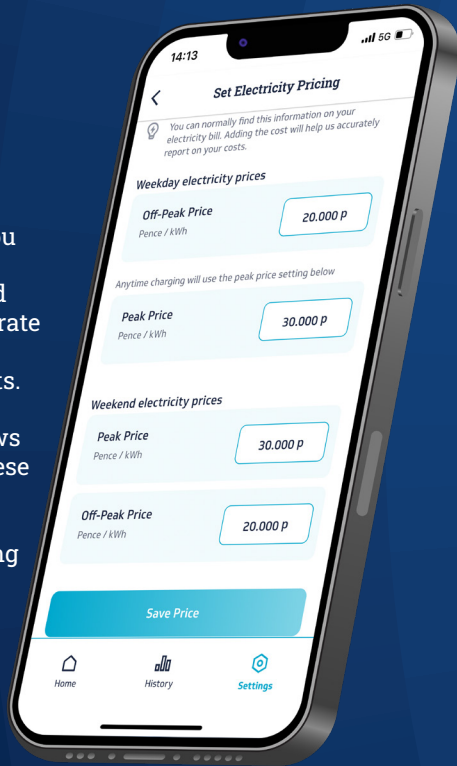 14:13
5G
Set Electricity Pricing
You can normally find this information on your
electricity bill. Adding the cost will help us accurately
report on your costs.
Weekday electricity prices
Off-Peak Price
Pence / kWh
20.000 p
Anytime charging will use the peak price setting below
Peak Price
Pence / kWh
30.000 p
Weekend electricity prices
Peak Price
Pence / kWh
30.000 p
Off-Peak Price
Pence / kWh
20.000 p
Save Price
Home
History
Settings